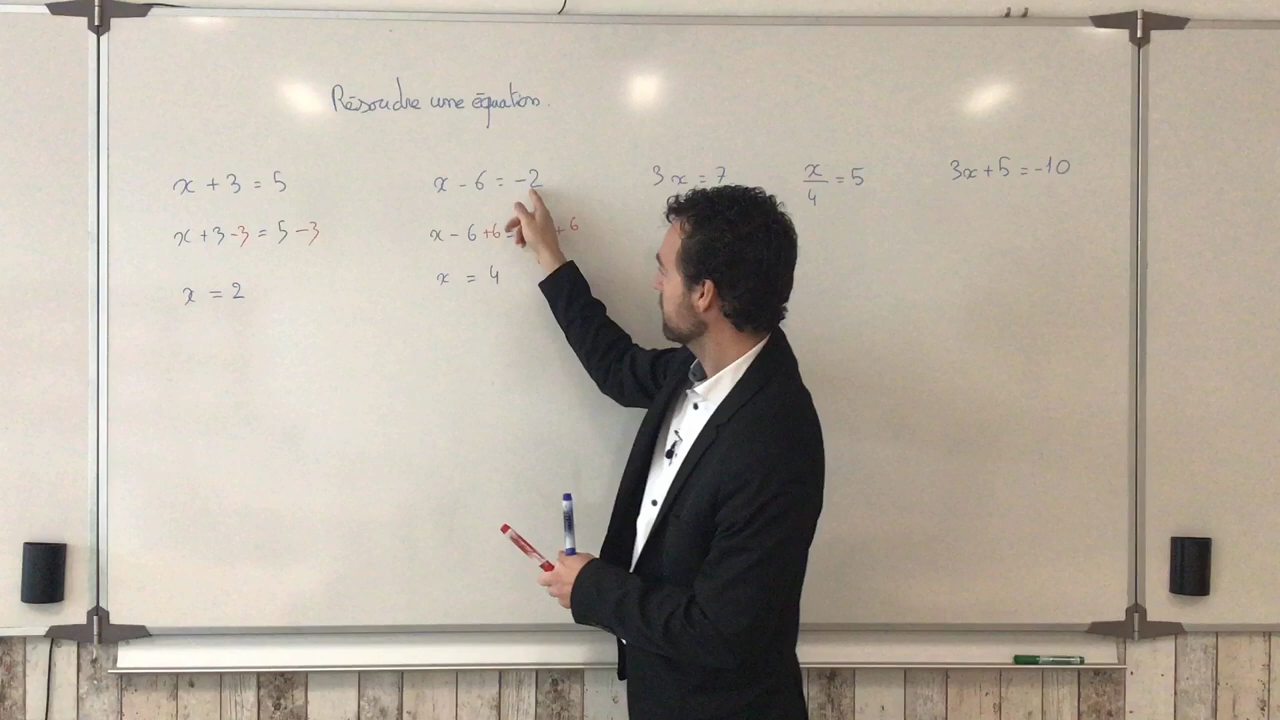 Résoudre une équation.
x + 3 = 5
x + 3 - 3 = 5 - 3
x = 2
x - 6 = -2
x - 6 + 6 = + 6
x = 4
3x = 7
x/4 = 5
3x + 5 = -10